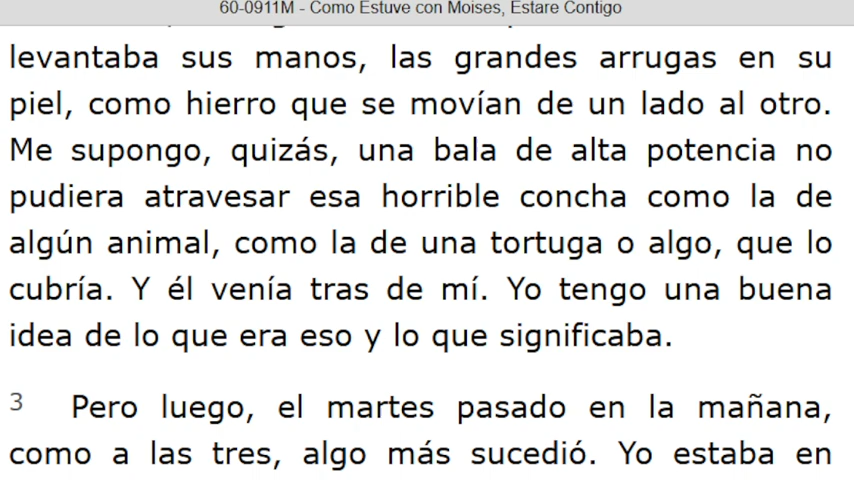 60-0911M - Como Estuve con Moises, Estare Contigo
levantaba sus manos, las grandes arrugas en su
piel, como hierro que se movían de un lado al otro.
Me supongo, quizás, una bala de alta potencia no
pudiera atravesar esa horrible concha como la de
algún animal, como la de una tortuga o algo, que lo
cubría. Y él venía tras de mí. Yo tengo una buena
idea de lo que era eso y lo que significaba.
3 Pero luego, el martes pasado en la mañana,
como a las tres, algo más sucedió. Yo estaba en